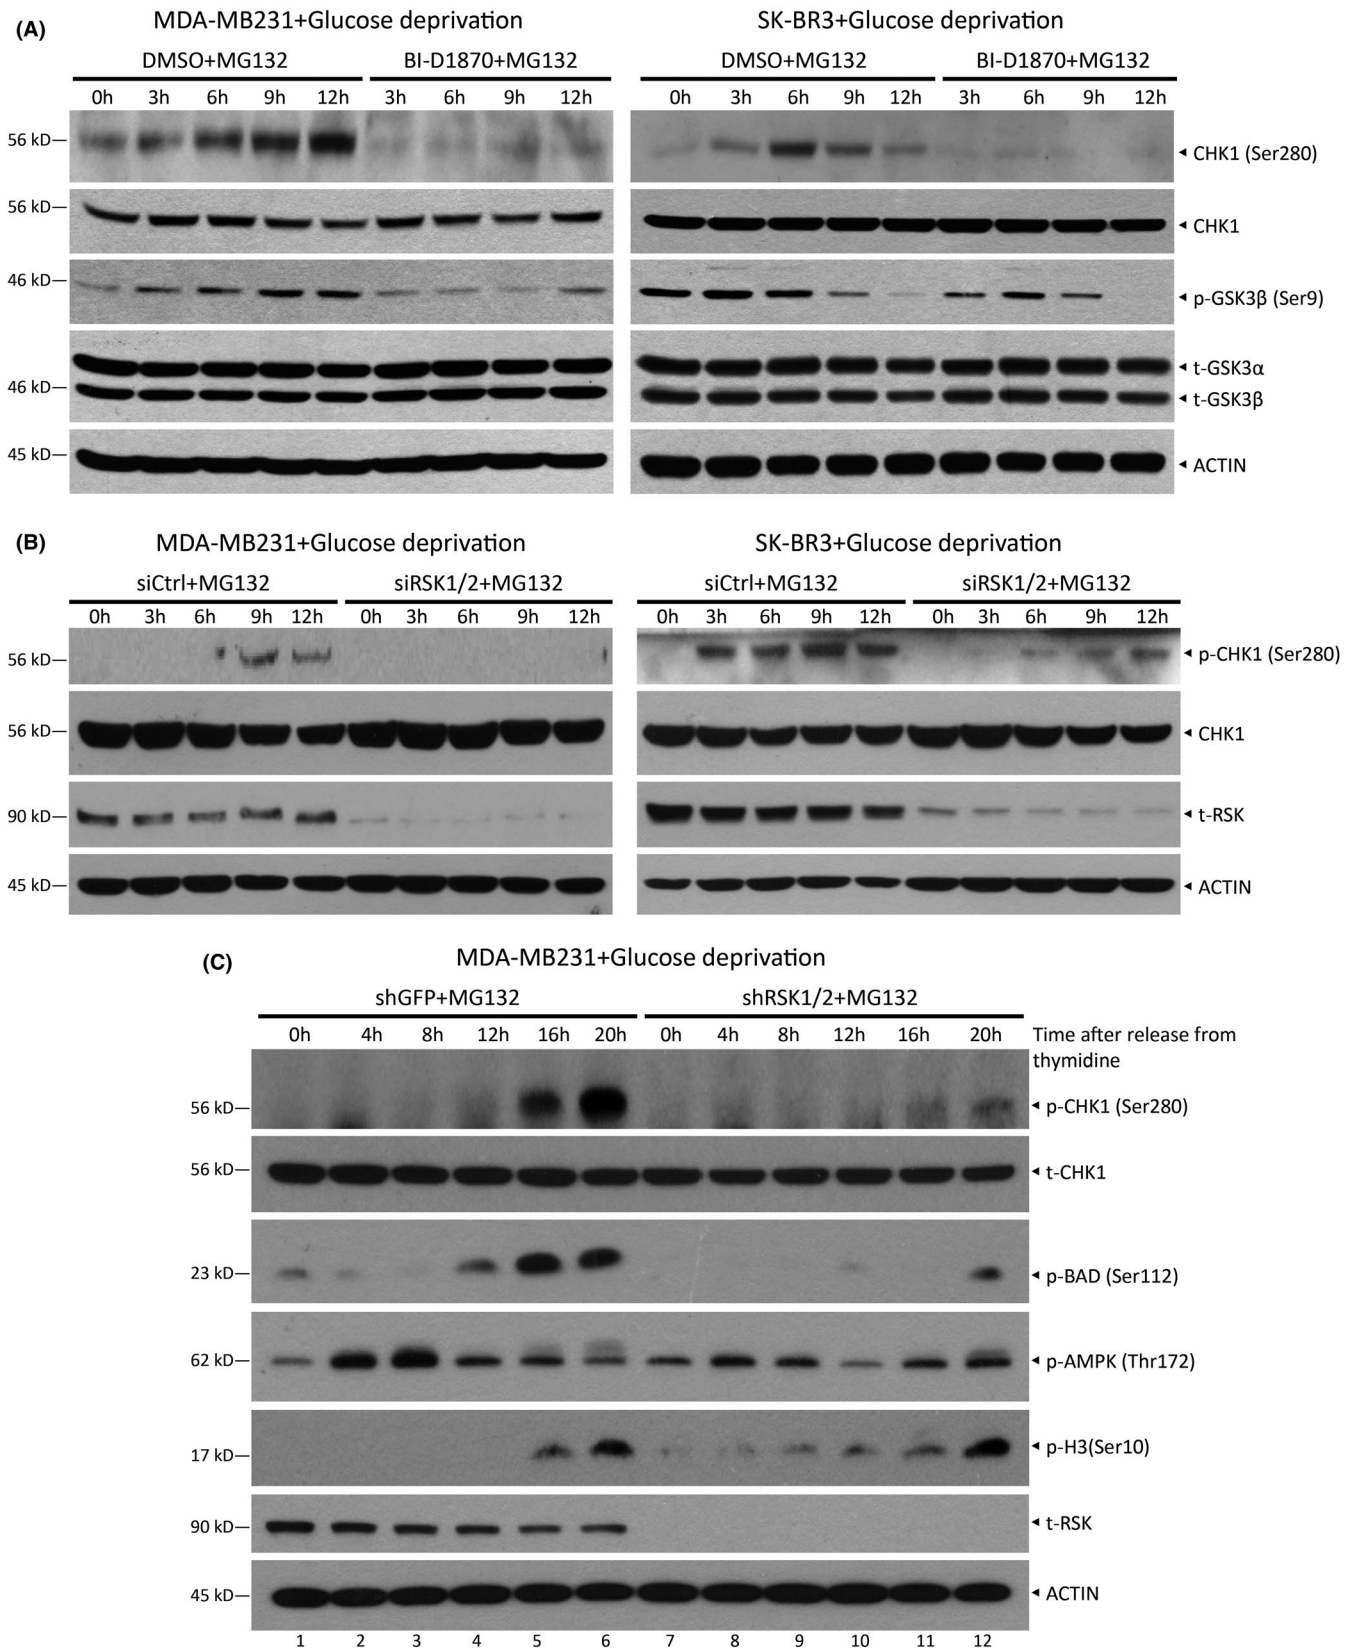 (A)
MDA-MB231+Glucose deprivation
SK-BR3+Glucose deprivation
DMSO+MG132 BI-D1870+MG132 DMSO+MG132 BI-D1870+MG132
0h 3h 6h 9h 12h 3h 6h 9h 12h 0h 3h 6h 9h 12h 3h 6h 9h 12h
56 kD CHK1 (Ser280)
56 kD CHK1
46 kD p-GSK3β (Ser9)
t-GSK3α
46 kD t-GSK3β
45 kD ACTIN
(B)
MDA-MB231+Glucose deprivation
SK-BR3+Glucose deprivation
siCtrl+MG132 siRSK1/2+MG132 siCtrl+MG132 siRSK1/2+MG132
0h 3h 6h 9h 12h 0h 3h 6h 9h 12h 0h 3h 6h 9h 12h 0h 3h 6h 9h 12h
56 kD p-CHK1 (Ser280)
56 kD CHK1
90 kD t-RSK
45 kD ACTIN
(C)
MDA-MB231+Glucose deprivation
shGFP+MG132 shRSK1/2+MG132
0h 4h 8h 12h 16h 20h 0h 4h 8h 12h 16h 20h Time after release from
thymidine
56 kD p-CHK1 (Ser280)
56 kD t-CHK1
23 kD p-BAD (Ser112)
62 kD p-AMPK (Thr172)
17 kD p-H3(Ser10)
90 kD t-RSK
45 kD ACTIN
1 2 3 4 5 6 7 8 9 10 11 12